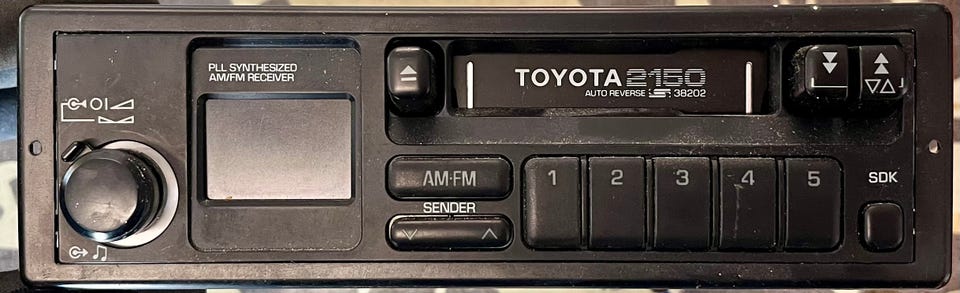 PLL SYNTHESIZED
AM/FM RECEIVER
TOYOTA 2150
AUTO REVERSE 38202
AM·FM
SENDER
1 2 3 4 5
SDK